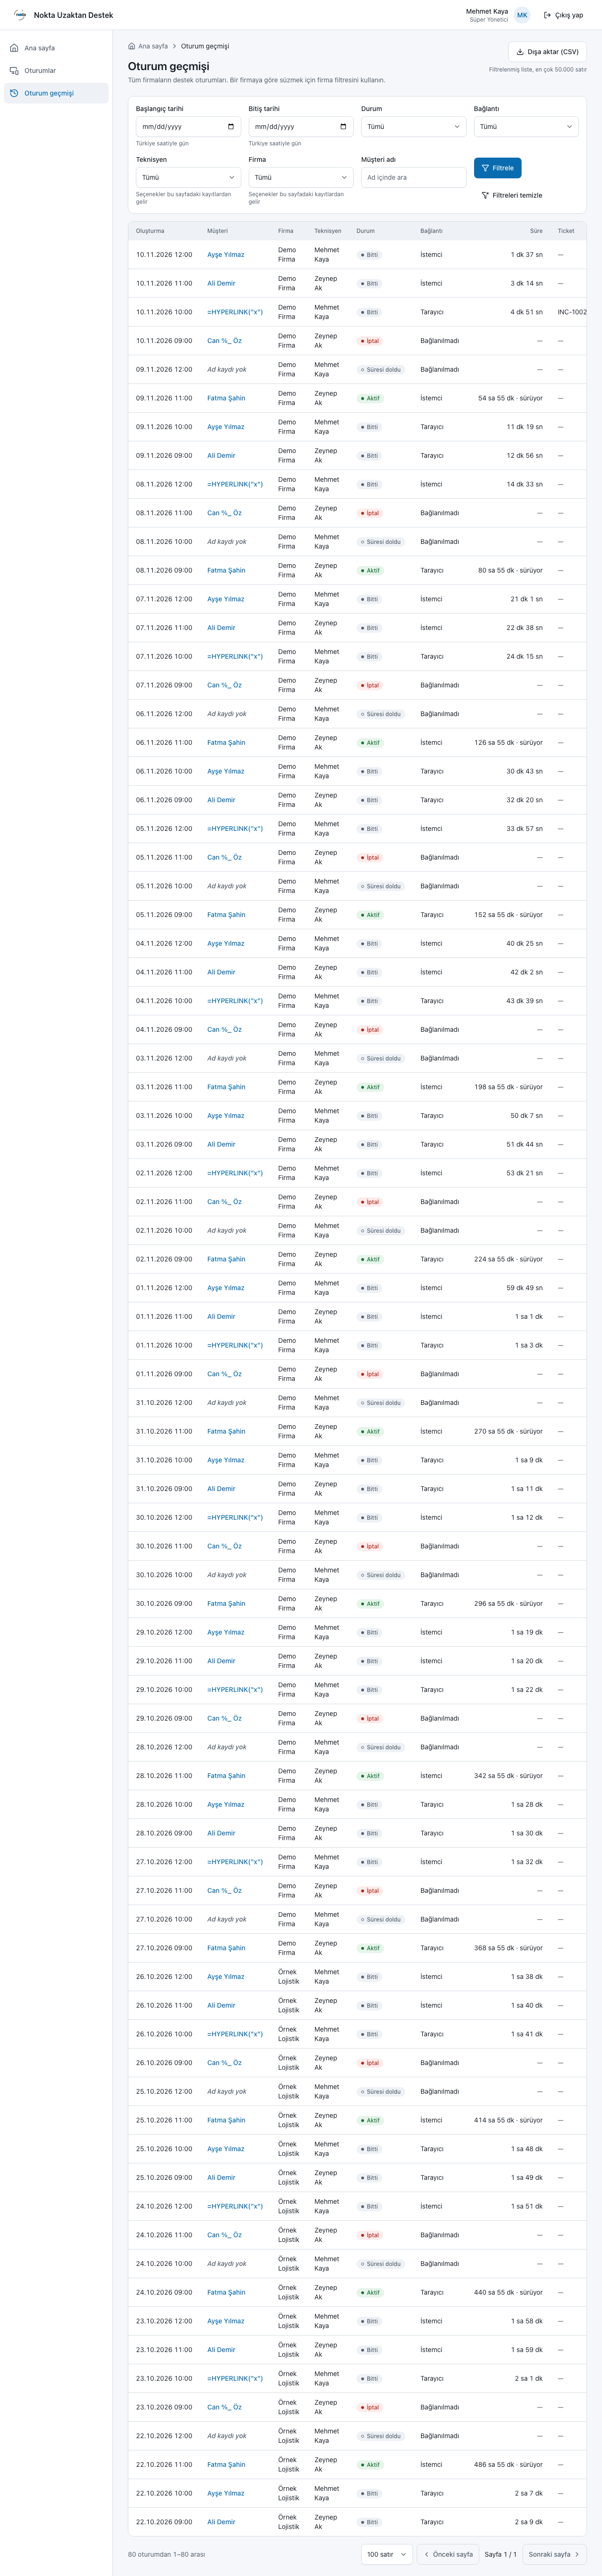 Nokta Uzaktan Destek
Mehmet Kaya
Süper Yönetici
MK
Çıkış yap
Ana sayfa
Oturumlar
Oturum geçmişi
Ana sayfa > Oturum geçmişi
Oturum geçmişi
Tüm firmaların destek oturumları. Bir firmaya göre süzmek için firma filtresini kullanın.
Dışa aktar (CSV)
Filtrelenmiş liste, en çok 50.000 satır
Başlangıç tarihi Bitiş tarihi Durum Bağlantı
mm/dd/yyyy mm/dd/yyyy Tümü Tümü
Türkiye saatiyle gün Türkiye saatiyle gün
Teknisyen Firma Müşteri adı
Tümü Tümü Ad içinde ara Filtrele
Seçenekler bu sayfadaki kayıtlardan gelir Seçenekler bu sayfadaki kayıtlardan gelir
Filtreleri temizle
Oluşturma Müşteri Firma Teknisyen Durum Bağlantı Süre Ticket
10.11.2026 12:00 Ayşe Yılmaz Demo Firma Mehmet Kaya Bitti İstemci 1 dk 37 sn —
10.11.2026 11:00 Ali Demir Demo Firma Zeynep Ak Bitti İstemci 3 dk 14 sn —
10.11.2026 10:00 =HYPERLINK("x") Demo Firma Mehmet Kaya Bitti Tarayıcı 4 dk 51 sn INC-1002
10.11.2026 09:00 Can %_ Öz Demo Firma Zeynep Ak İptal Bağlanılmadı — —
09.11.2026 12:00 Ad kaydı yok Demo Firma Mehmet Kaya Süresi doldu Bağlanılmadı — —
09.11.2026 11:00 Fatma Şahin Demo Firma Zeynep Ak Aktif İstemci 54 sa 55 dk · sürüyor —
09.11.2026 10:00 Ayşe Yılmaz Demo Firma Mehmet Kaya Bitti Tarayıcı 11 dk 19 sn —
09.11.2026 09:00 Ali Demir Demo Firma Zeynep Ak Bitti Tarayıcı 12 dk 56 sn —
08.11.2026 12:00 =HYPERLINK("x") Demo Firma Mehmet Kaya Bitti İstemci 14 dk 33 sn —
08.11.2026 11:00 Can %_ Öz Demo Firma Zeynep Ak İptal Bağlanılmadı — —
08.11.2026 10:00 Ad kaydı yok Demo Firma Mehmet Kaya Süresi doldu Bağlanılmadı — —
08.11.2026 09:00 Fatma Şahin Demo Firma Zeynep Ak Aktif Tarayıcı 80 sa 55 dk · sürüyor —
07.11.2026 12:00 Ayşe Yılmaz Demo Firma Mehmet Kaya Bitti İstemci 21 dk 1 sn —
07.11.2026 11:00 Ali Demir Demo Firma Zeynep Ak Bitti İstemci 22 dk 38 sn —
07.11.2026 10:00 =HYPERLINK("x") Demo Firma Mehmet Kaya Bitti Tarayıcı 24 dk 15 sn —
07.11.2026 09:00 Can %_ Öz Demo Firma Zeynep Ak İptal Bağlanılmadı — —
06.11.2026 12:00 Ad kaydı yok Demo Firma Mehmet Kaya Süresi doldu Bağlanılmadı — —
06.11.2026 11:00 Fatma Şahin Demo Firma Zeynep Ak Aktif İstemci 126 sa 55 dk · sürüyor —
06.11.2026 10:00 Ayşe Yılmaz Demo Firma Mehmet Kaya Bitti Tarayıcı 30 dk 43 sn —
06.11.2026 09:00 Ali Demir Demo Firma Zeynep Ak Bitti Tarayıcı 32 dk 20 sn —
05.11.2026 12:00 =HYPERLINK("x") Demo Firma Mehmet Kaya Bitti İstemci 33 dk 57 sn —
05.11.2026 11:00 Can %_ Öz Demo Firma Zeynep Ak İptal Bağlanılmadı — —
05.11.2026 10:00 Ad kaydı yok Demo Firma Mehmet Kaya Süresi doldu Bağlanılmadı — —
05.11.2026 09:00 Fatma Şahin Demo Firma Zeynep Ak Aktif Tarayıcı 152 sa 55 dk · sürüyor —
04.11.2026 12:00 Ayşe Yılmaz Demo Firma Mehmet Kaya Bitti İstemci 40 dk 25 sn —
04.11.2026 11:00 Ali Demir Demo Firma Zeynep Ak Bitti İstemci 42 dk 2 sn —
04.11.2026 10:00 =HYPERLINK("x") Demo Firma Mehmet Kaya Bitti Tarayıcı 43 dk 39 sn —
04.11.2026 09:00 Can %_ Öz Demo Firma Zeynep Ak İptal Bağlanılmadı — —
03.11.2026 12:00 Ad kaydı yok Demo Firma Mehmet Kaya Süresi doldu Bağlanılmadı — —
03.11.2026 11:00 Fatma Şahin Demo Firma Zeynep Ak Aktif İstemci 198 sa 55 dk · sürüyor —
03.11.2026 10:00 Ayşe Yılmaz Demo Firma Mehmet Kaya Bitti Tarayıcı 50 dk 7 sn —
03.11.2026 09:00 Ali Demir Demo Firma Zeynep Ak Bitti Tarayıcı 51 dk 44 sn —
02.11.2026 12:00 =HYPERLINK("x") Demo Firma Mehmet Kaya Bitti İstemci 53 dk 21 sn —
02.11.2026 11:00 Can %_ Öz Demo Firma Zeynep Ak İptal Bağlanılmadı — —
02.11.2026 10:00 Ad kaydı yok Demo Firma Mehmet Kaya Süresi doldu Bağlanılmadı — —
02.11.2026 09:00 Fatma Şahin Demo Firma Zeynep Ak Aktif Tarayıcı 224 sa 55 dk · sürüyor —
01.11.2026 12:00 Ayşe Yılmaz Demo Firma Mehmet Kaya Bitti İstemci 59 dk 49 sn —
01.11.2026 11:00 Ali Demir Demo Firma Zeynep Ak Bitti İstemci 1 sa 1 dk —
01.11.2026 10:00 =HYPERLINK("x") Demo Firma Mehmet Kaya Bitti Tarayıcı 1 sa 3 dk —
01.11.2026 09:00 Can %_ Öz Demo Firma Zeynep Ak İptal Bağlanılmadı — —
31.10.2026 12:00 Ad kaydı yok Demo Firma Mehmet Kaya Süresi doldu Bağlanılmadı — —
31.10.2026 11:00 Fatma Şahin Demo Firma Zeynep Ak Aktif İstemci 270 sa 55 dk · sürüyor —
31.10.2026 10:00 Ayşe Yılmaz Demo Firma Mehmet Kaya Bitti Tarayıcı 1 sa 9 dk —
31.10.2026 09:00 Ali Demir Demo Firma Zeynep Ak Bitti Tarayıcı 1 sa 11 dk —
30.10.2026 12:00 =HYPERLINK("x") Demo Firma Mehmet Kaya Bitti İstemci 1 sa 12 dk —
30.10.2026 11:00 Can %_ Öz Demo Firma Zeynep Ak İptal Bağlanılmadı — —
30.10.2026 10:00 Ad kaydı yok Demo Firma Mehmet Kaya Süresi doldu Bağlanılmadı — —
30.10.2026 09:00 Fatma Şahin Demo Firma Zeynep Ak Aktif Tarayıcı 296 sa 55 dk · sürüyor —
29.10.2026 12:00 Ayşe Yılmaz Demo Firma Mehmet Kaya Bitti İstemci 1 sa 19 dk —
29.10.2026 11:00 Ali Demir Demo Firma Zeynep Ak Bitti İstemci 1 sa 20 dk —
29.10.2026 10:00 =HYPERLINK("x") Demo Firma Mehmet Kaya Bitti Tarayıcı 1 sa 22 dk —
29.10.2026 09:00 Can %_ Öz Demo Firma Zeynep Ak İptal Bağlanılmadı — —
28.10.2026 12:00 Ad kaydı yok Demo Firma Mehmet Kaya Süresi doldu Bağlanılmadı — —
28.10.2026 11:00 Fatma Şahin Demo Firma Zeynep Ak Aktif İstemci 342 sa 55 dk · sürüyor —
28.10.2026 10:00 Ayşe Yılmaz Demo Firma Mehmet Kaya Bitti Tarayıcı 1 sa 28 dk —
28.10.2026 09:00 Ali Demir Demo Firma Zeynep Ak Bitti Tarayıcı 1 sa 30 dk —
27.10.2026 12:00 =HYPERLINK("x") Demo Firma Mehmet Kaya Bitti İstemci 1 sa 32 dk —
27.10.2026 11:00 Can %_ Öz Demo Firma Zeynep Ak İptal Bağlanılmadı — —
27.10.2026 10:00 Ad kaydı yok Demo Firma Mehmet Kaya Süresi doldu Bağlanılmadı — —
27.10.2026 09:00 Fatma Şahin Demo Firma Zeynep Ak Aktif Tarayıcı 368 sa 55 dk · sürüyor —
26.10.2026 12:00 Ayşe Yılmaz Örnek Lojistik Mehmet Kaya Bitti İstemci 1 sa 38 dk —
26.10.2026 11:00 Ali Demir Örnek Lojistik Zeynep Ak Bitti İstemci 1 sa 40 dk —
26.10.2026 10:00 =HYPERLINK("x") Örnek Lojistik Mehmet Kaya Bitti Tarayıcı 1 sa 41 dk —
26.10.2026 09:00 Can %_ Öz Örnek Lojistik Zeynep Ak İptal Bağlanılmadı — —
25.10.2026 12:00 Ad kaydı yok Örnek Lojistik Mehmet Kaya Süresi doldu Bağlanılmadı — —
25.10.2026 11:00 Fatma Şahin Örnek Lojistik Zeynep Ak Aktif İstemci 414 sa 55 dk · sürüyor —
25.10.2026 10:00 Ayşe Yılmaz Örnek Lojistik Mehmet Kaya Bitti Tarayıcı 1 sa 48 dk —
25.10.2026 09:00 Ali Demir Örnek Lojistik Zeynep Ak Bitti Tarayıcı 1 sa 49 dk —
24.10.2026 12:00 =HYPERLINK("x") Örnek Lojistik Mehmet Kaya Bitti İstemci 1 sa 51 dk —
24.10.2026 11:00 Can %_ Öz Örnek Lojistik Zeynep Ak İptal Bağlanılmadı — —
24.10.2026 10:00 Ad kaydı yok Örnek Lojistik Mehmet Kaya Süresi doldu Bağlanılmadı — —
24.10.2026 09:00 Fatma Şahin Örnek Lojistik Zeynep Ak Aktif Tarayıcı 440 sa 55 dk · sürüyor —
23.10.2026 12:00 Ayşe Yılmaz Örnek Lojistik Mehmet Kaya Bitti İstemci 1 sa 58 dk —
23.10.2026 11:00 Ali Demir Örnek Lojistik Zeynep Ak Bitti İstemci 1 sa 59 dk —
23.10.2026 10:00 =HYPERLINK("x") Örnek Lojistik Mehmet Kaya Bitti Tarayıcı 2 sa 1 dk —
23.10.2026 09:00 Can %_ Öz Örnek Lojistik Zeynep Ak İptal Bağlanılmadı — —
22.10.2026 12:00 Ad kaydı yok Örnek Lojistik Mehmet Kaya Süresi doldu Bağlanılmadı — —
22.10.2026 11:00 Fatma Şahin Örnek Lojistik Zeynep Ak Aktif İstemci 486 sa 55 dk · sürüyor —
22.10.2026 10:00 Ayşe Yılmaz Örnek Lojistik Mehmet Kaya Bitti Tarayıcı 2 sa 7 dk —
22.10.2026 09:00 Ali Demir Örnek Lojistik Zeynep Ak Bitti Tarayıcı 2 sa 9 dk —
80 oturumdan 1–80 arası 100 satır Önceki sayfa Sayfa 1 / 1 Sonraki sayfa